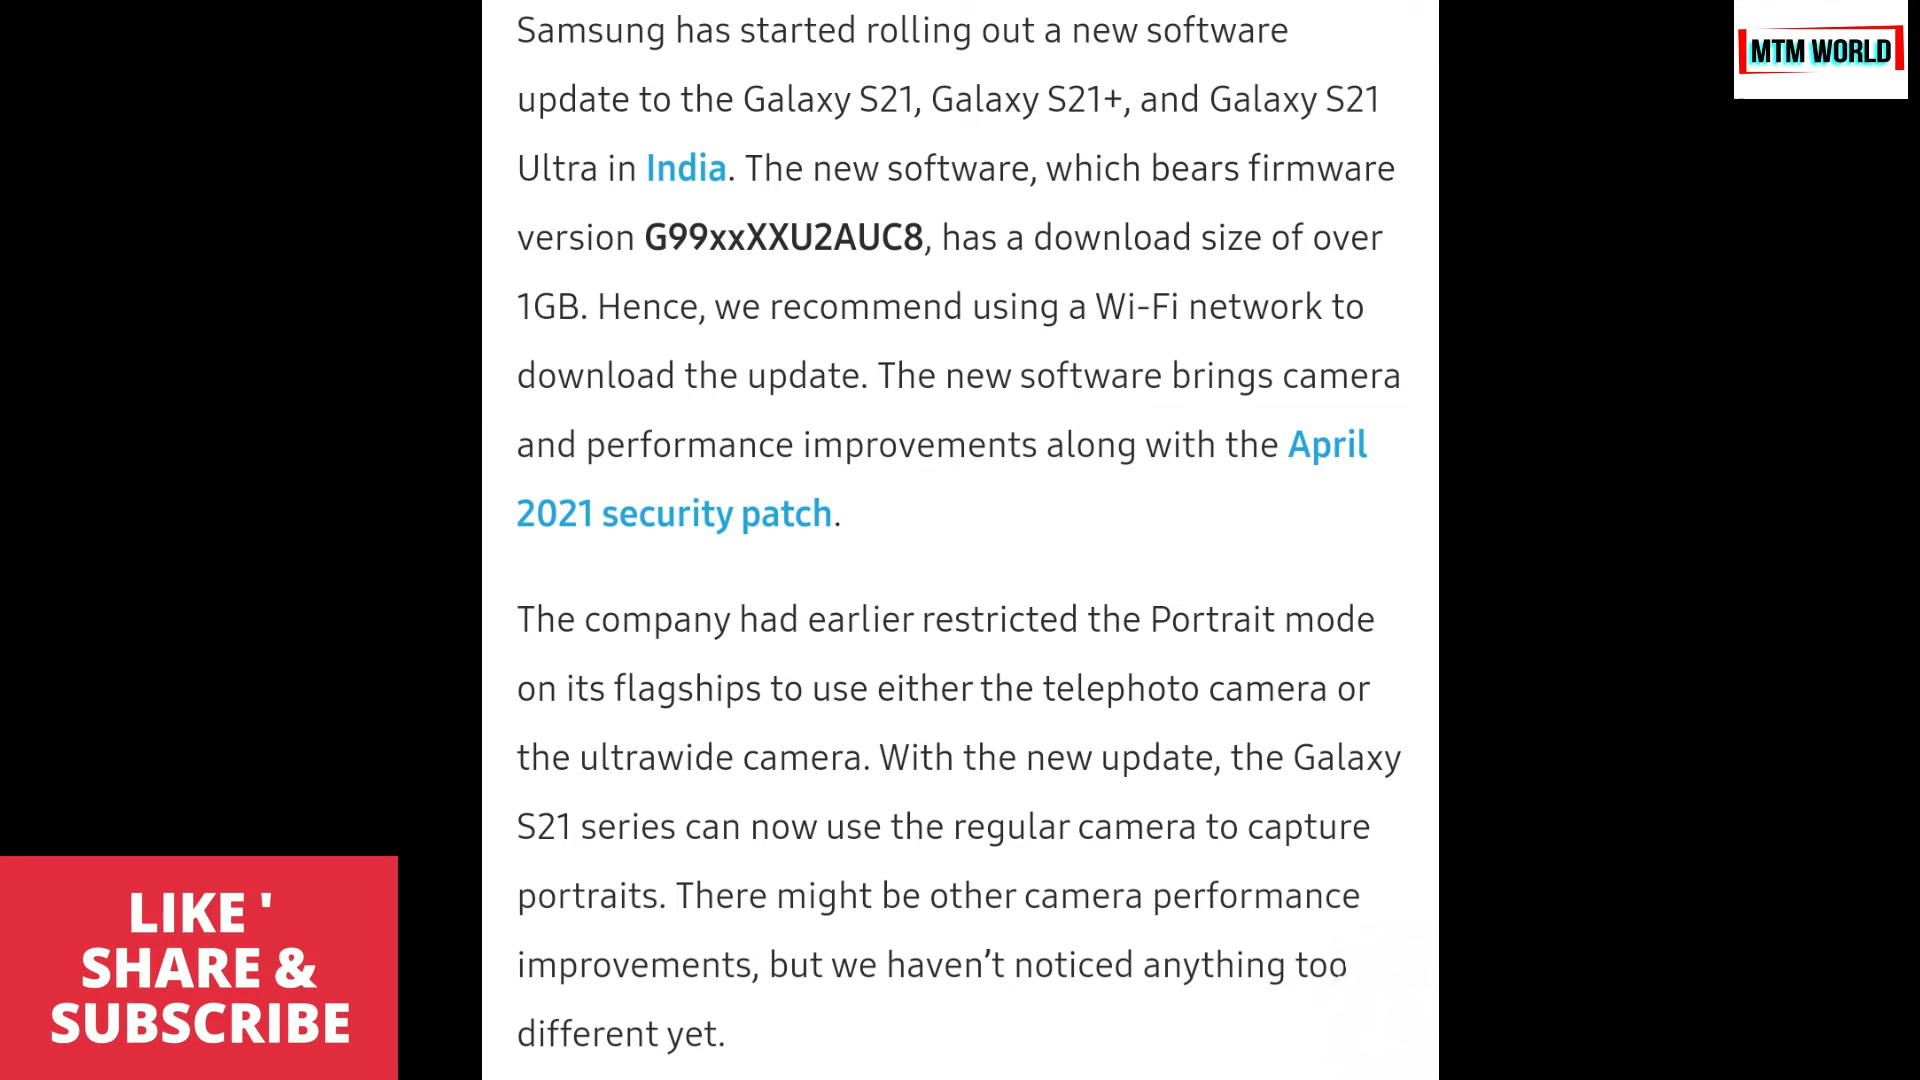 Samsung has started rolling out a new software
update to the Galaxy S21, Galaxy S21+, and Galaxy S21
Ultra in India. The new software, which bears firmware
version G99xxXXU2AUC8, has a download size of over
1GB. Hence, we recommend using a Wi-Fi network to
download the update. The new software brings camera
and performance improvements along with the April
2021 security patch.
The company had earlier restricted the Portrait mode
on its flagships to use either the telephoto camera or
the ultrawide camera. With the new update, the Galaxy
S21 series can now use the regular camera to capture
portraits. There might be other camera performance
improvements, but we haven’t noticed anything too
different yet.
MTM WORLD
LIKE '
SHARE &
SUBSCRIBE